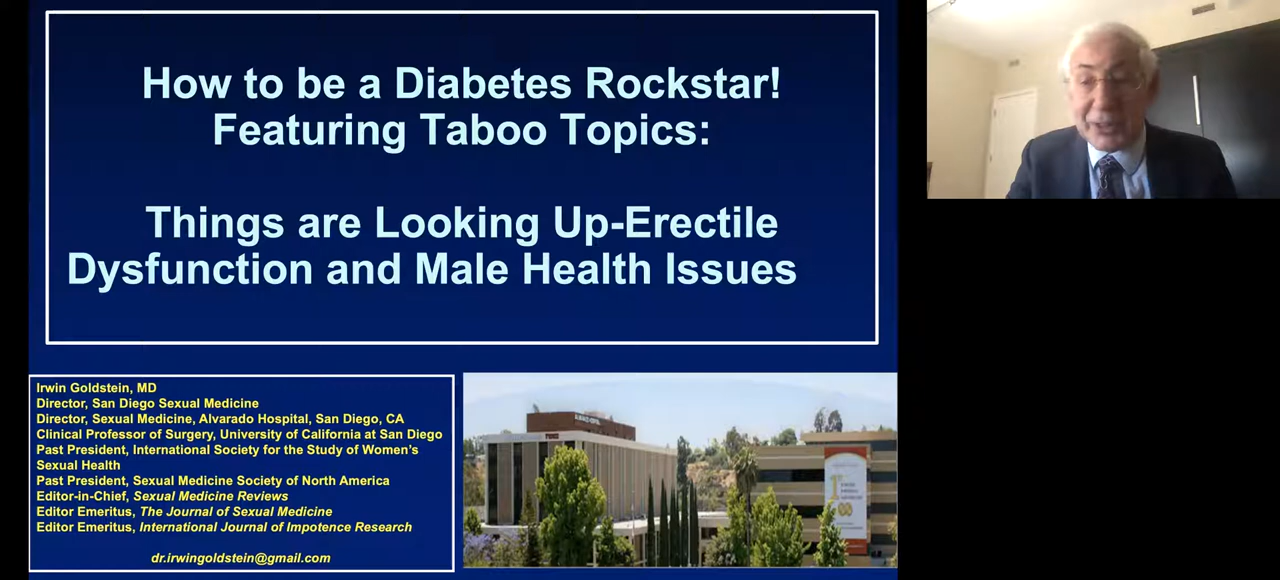 How to be a Diabetes Rockstar!
Featuring Taboo Topics:
Things are Looking Up-Erectile
Dysfunction and Male Health Issues
Irwin Goldstein, MD
Director, San Diego Sexual Medicine
Director, Sexual Medicine, Alvarado Hospital, San Diego, CA
Clinical Professor of Surgery, University of California at San Diego
Past President, International Society for the Study of Women's
Sexual Health
Past President, Sexual Medicine Society of North America
Editor-in-Chief, Sexual Medicine Reviews
Editor Emeritus, The Journal of Sexual Medicine
Editor Emeritus, International Journal of Impotence Research
dr.irwingoldstein@gmail.com